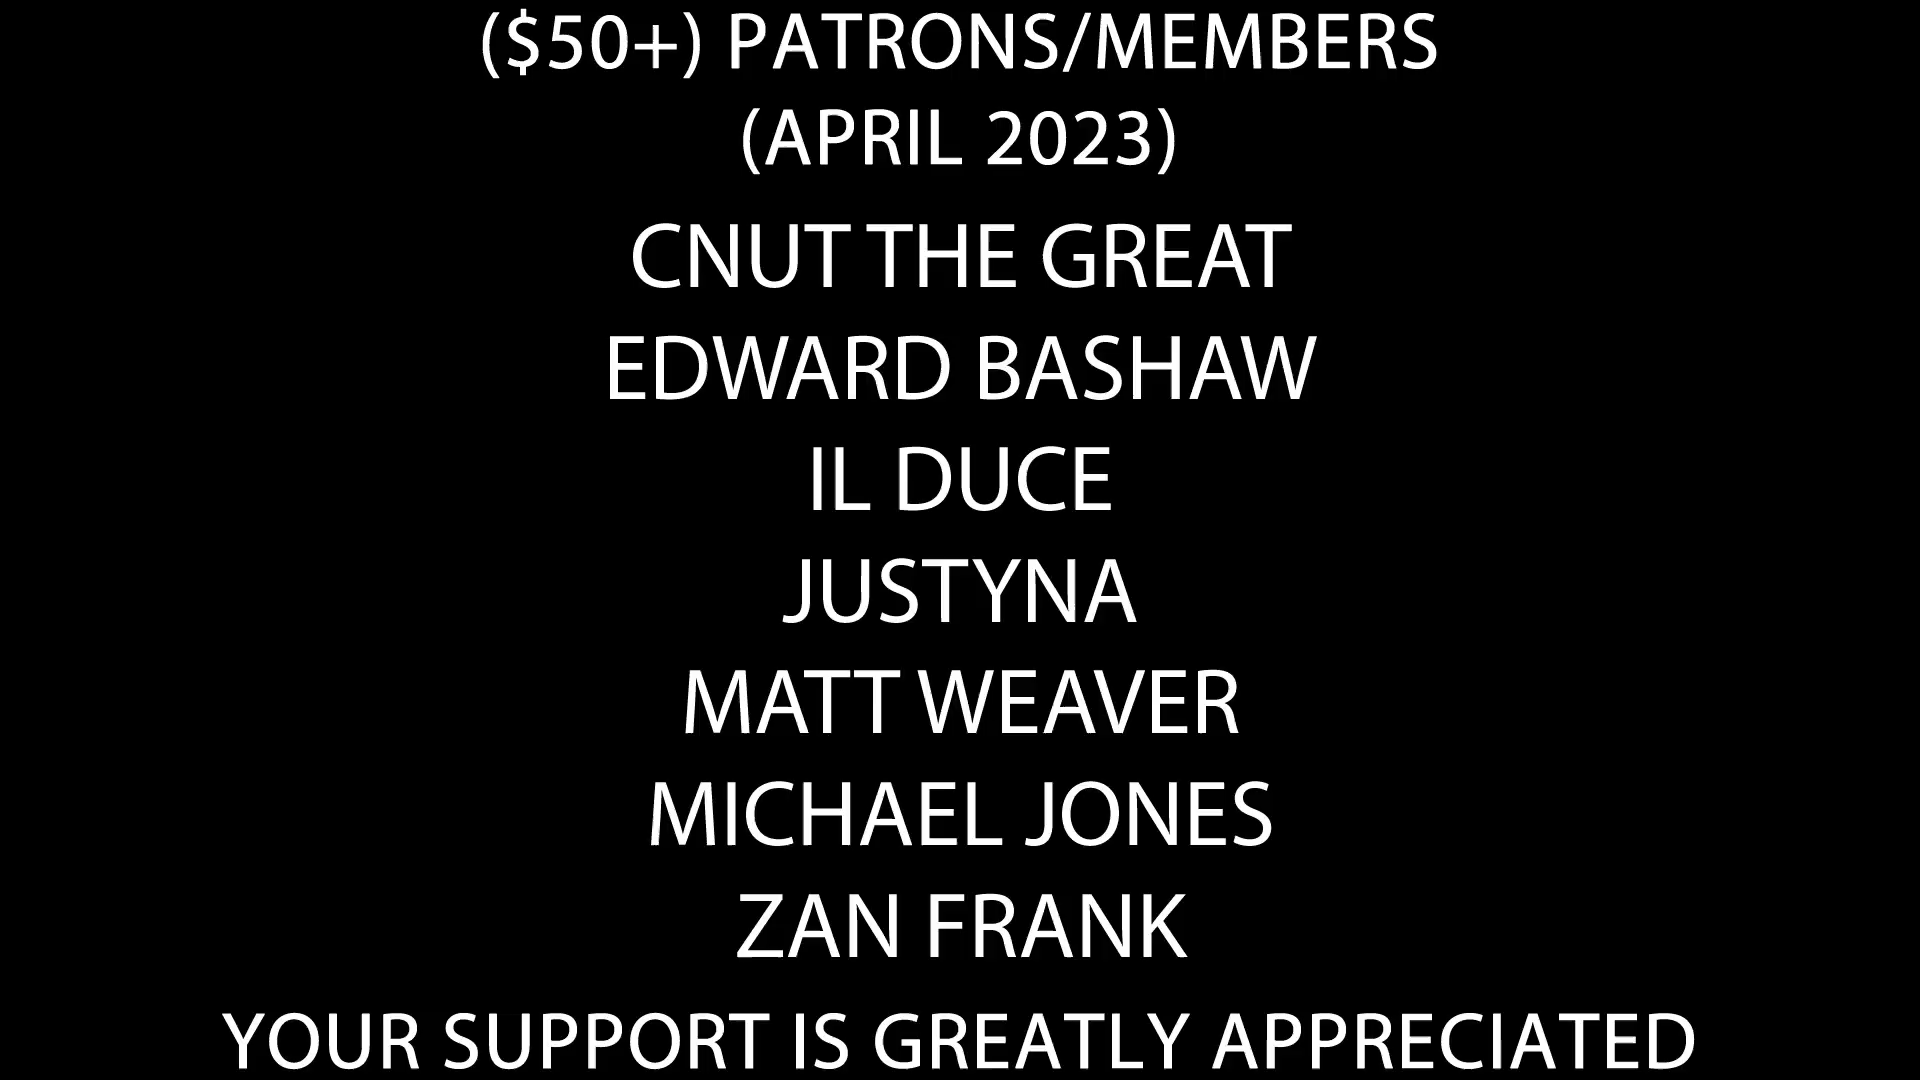 ($50+) PATRONS/MEMBERS
(APRIL 2023)
CNUT THE GREAT
EDWARD BASHAW
IL DUCE
JUSTYNA
MATT WEAVER
MICHAEL JONES
ZAN FRANK
YOUR SUPPORT IS GREATLY APPRECIATED